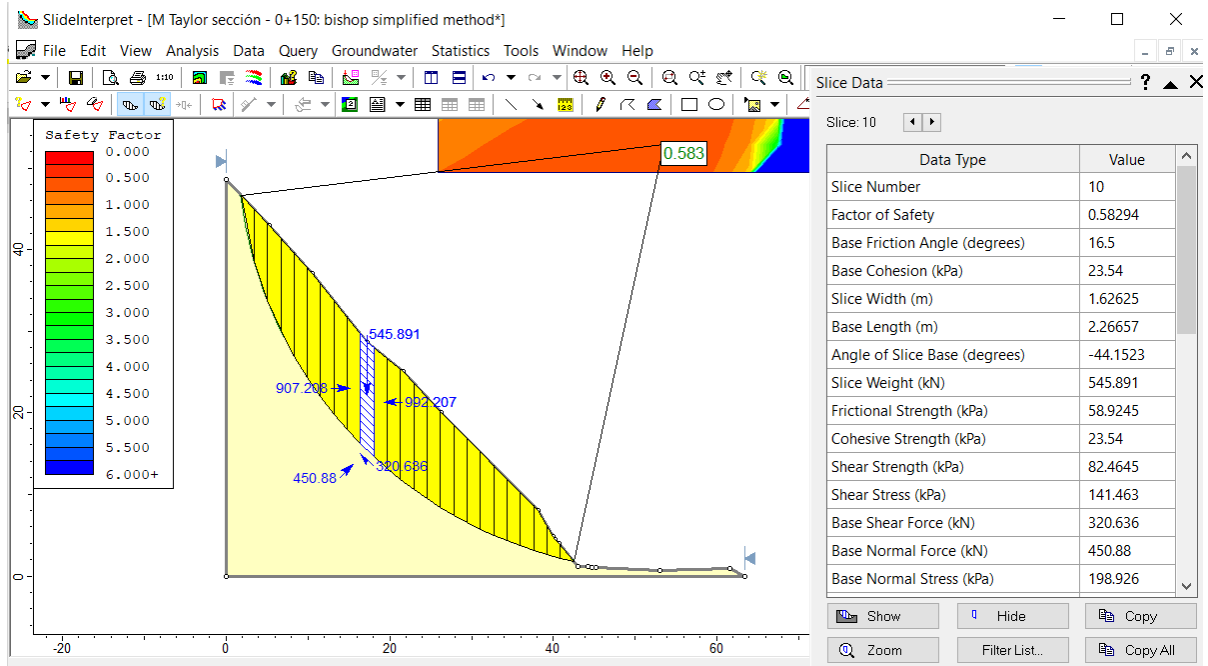 SlideInterpret - [M Taylor sección - 0+150: bishop simplified method*]
File Edit View Analysis Data Query Groundwater Statistics Tools Window Help
1:10
Slice Data
Slice: 10
Data Type Value
Slice Number 10
Factor of Safety 0.58294
Base Friction Angle (degrees) 16.5
Base Cohesion (kPa) 23.54
Slice Width (m) 1.62625
Base Length (m) 2.26657
Angle of Slice Base (degrees) -44.1523
Slice Weight (kN) 545.891
Frictional Strength (kPa) 58.9245
Cohesive Strength (kPa) 23.54
Shear Strength (kPa) 82.4645
Shear Stress (kPa) 141.463
Base Shear Force (kN) 320.636
Base Normal Force (kN) 450.88
Base Normal Stress (kPa) 198.926
Show Hide Copy
Zoom Filter List... Copy All
Safety Factor
0.000
0.500
1.000
1.500
2.000
2.500
3.000
3.500
4.000
4.500
5.000
5.500
6.000+
0.583
545.891
907.208
992.207
320.636
450.88
40
20
0
-20 0 20 40 60